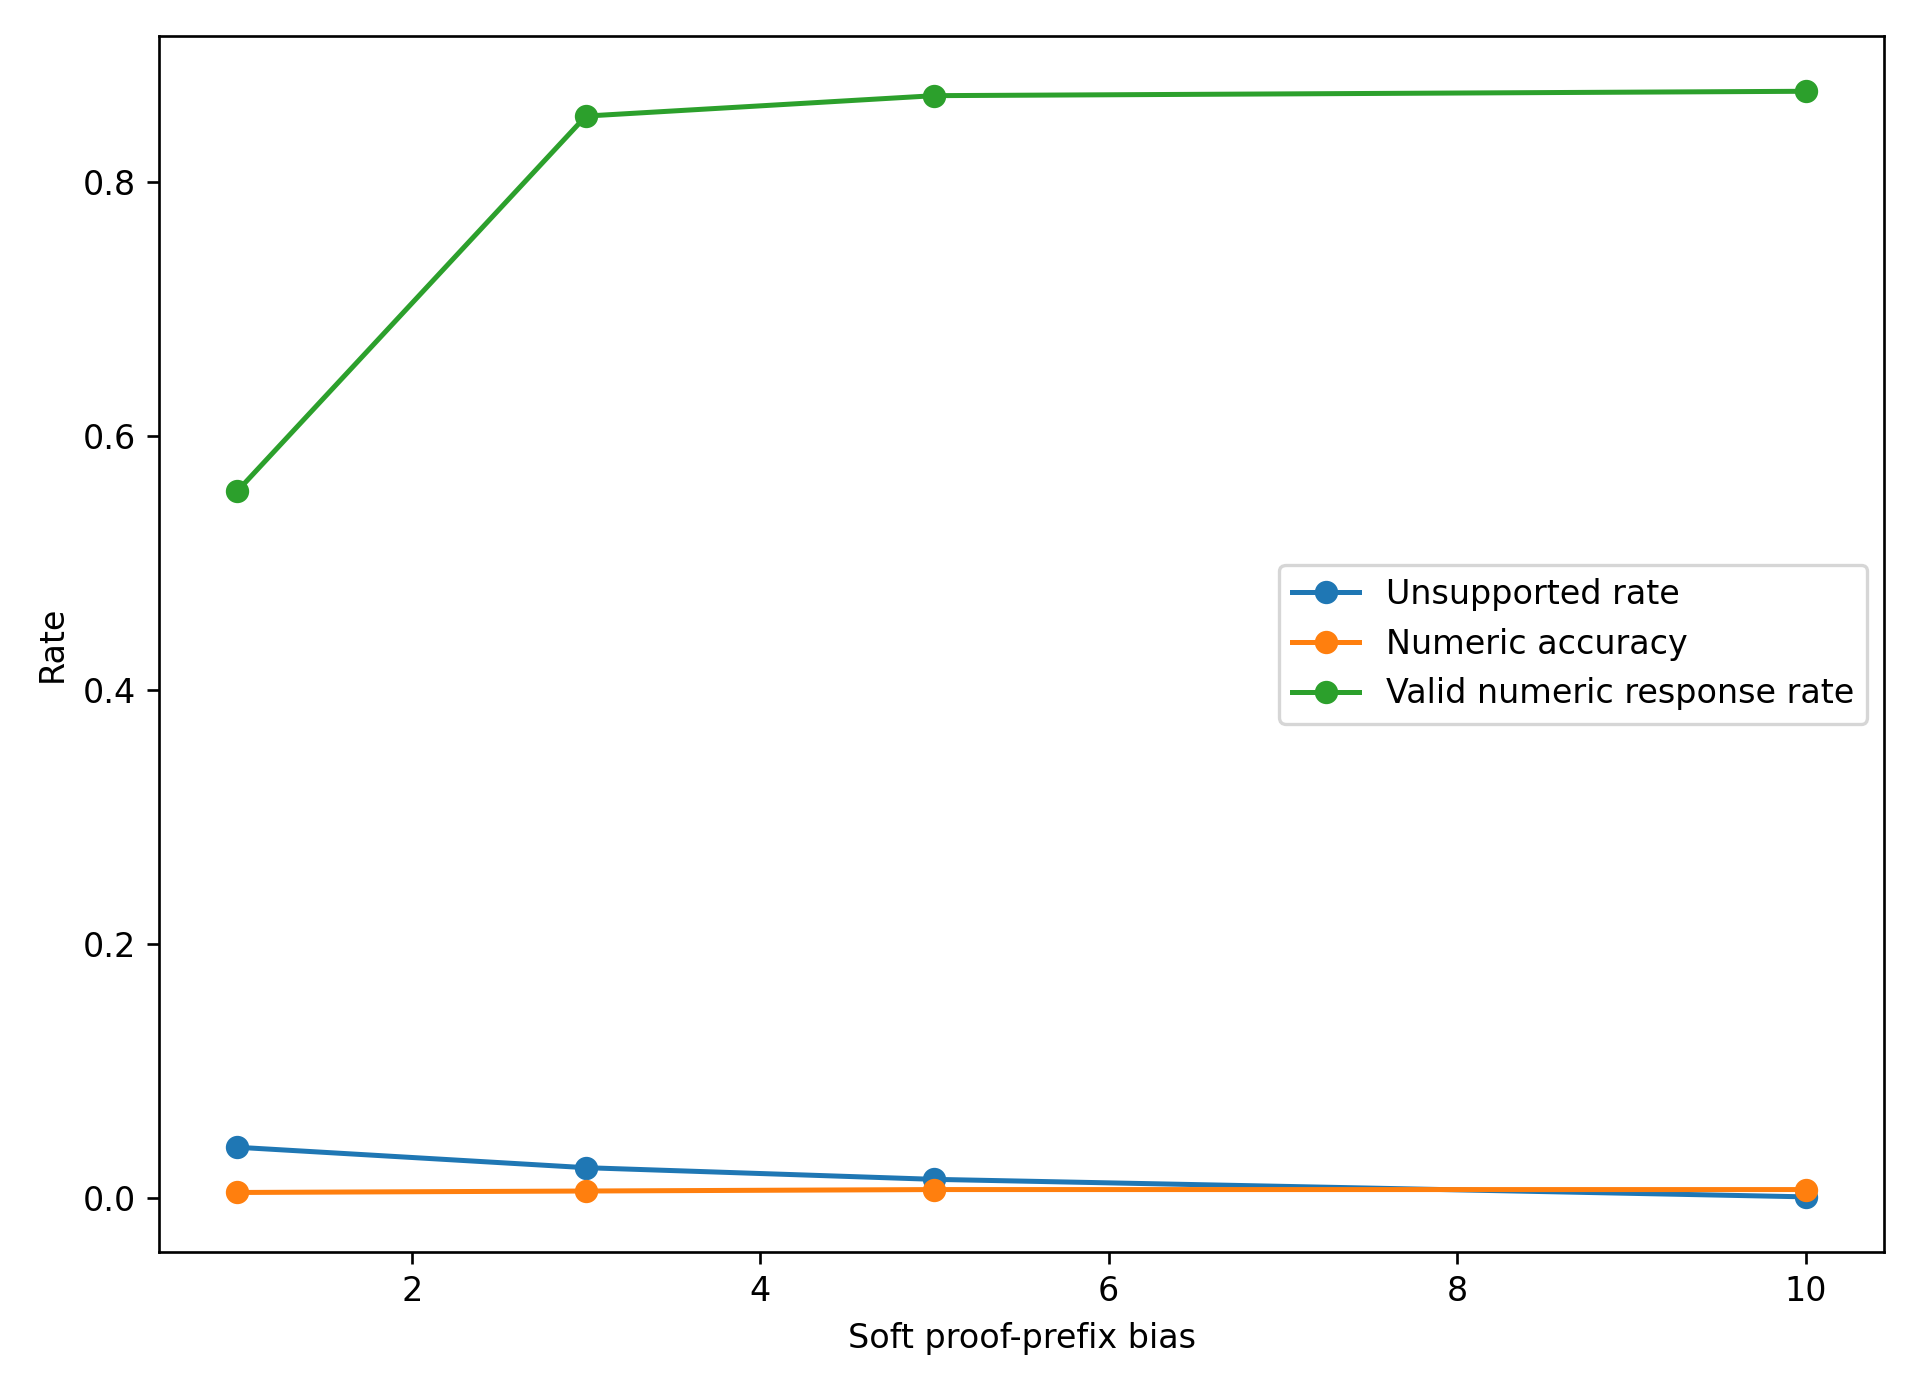 0.8
0.6
0.4
0.2
0.0
Rate
Unsupported rate
Numeric accuracy
Valid numeric response rate
2 4 6 8 10
Soft proof-prefix bias